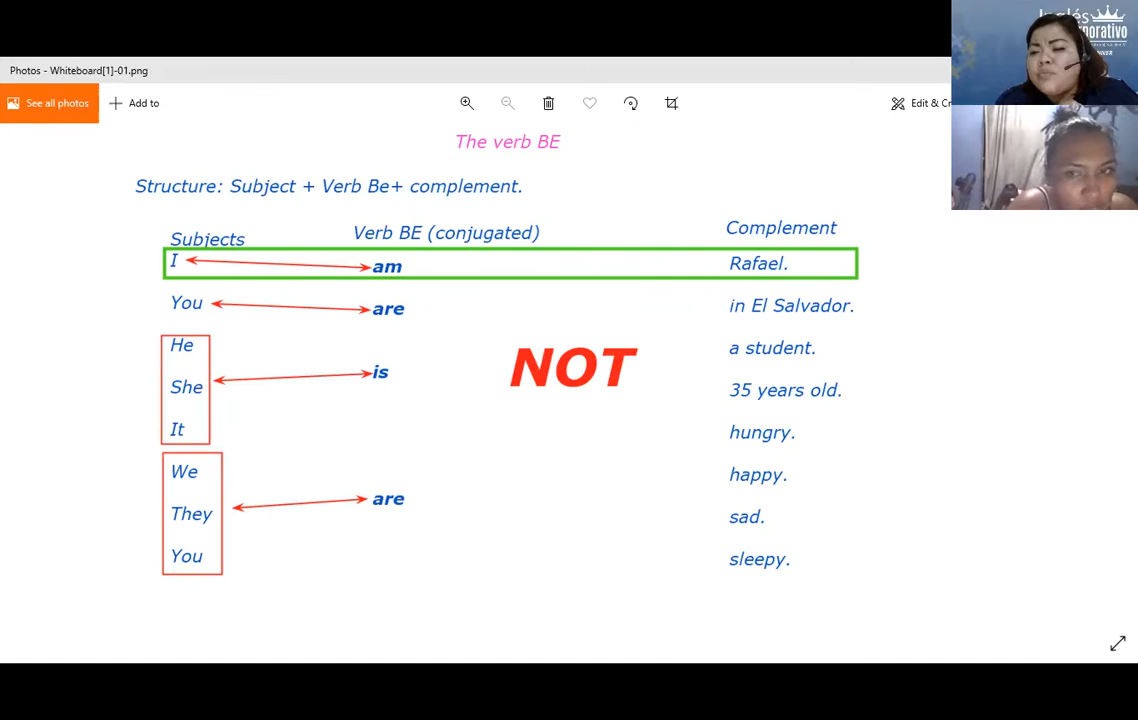 Inglés
Corporativo
Photos - Whiteboard[1]-01.png
See all photos
Add to
Edit & Cr
The verb BE
Structure: Subject + Verb Be+ complement.
Subjects Verb BE (conjugated) Complement
I am Rafael.
You are in El Salvador.
He a student.
is
NOT
She 35 years old.
It hungry.
We happy.
are
They sad.
You sleepy.